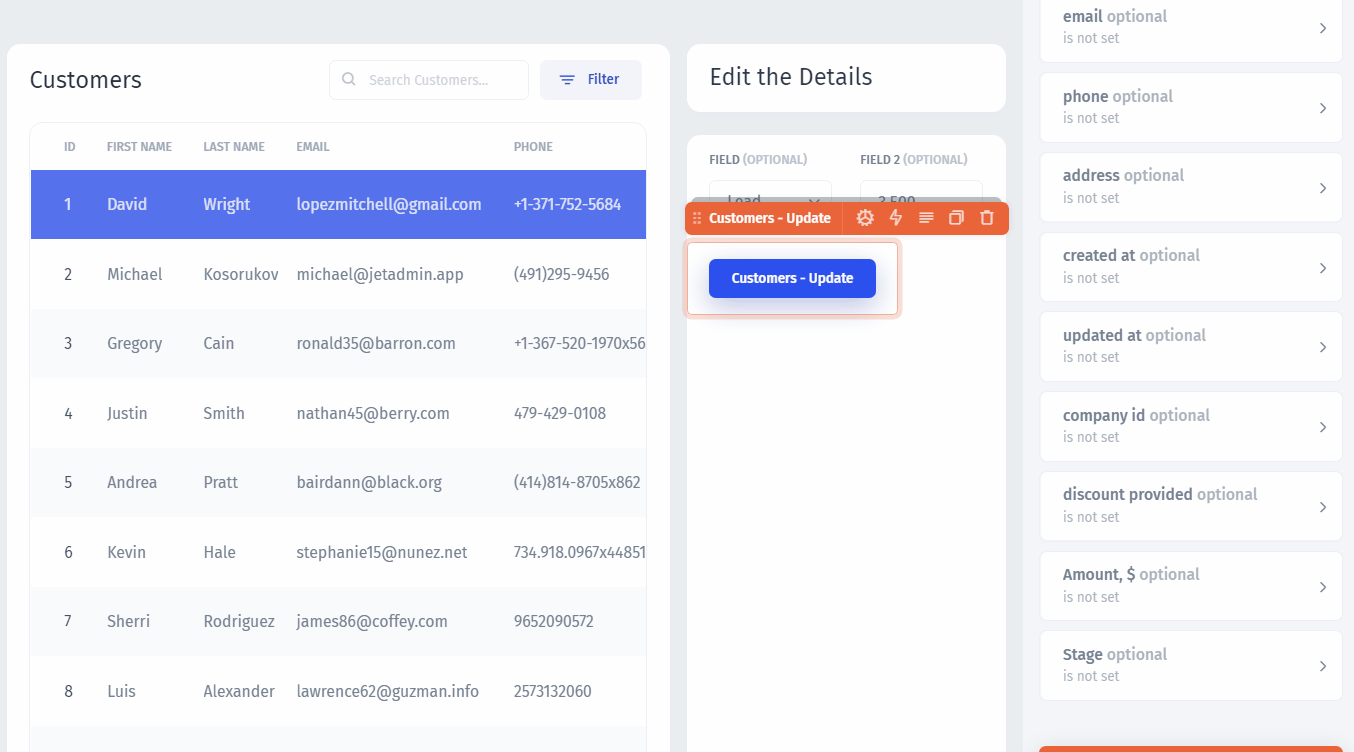 Customers
Search Customers...
Filter
ID FIRST NAME LAST NAME EMAIL PHONE
1 David Wright lopezmitchell@gmail.com +1-371-752-5684
2 Michael Kosorukov michael@jetadmin.app (491)295-9456
3 Gregory Cain ronald35@barron.com +1-367-520-1970x56
4 Justin Smith nathan45@berry.com 479-429-0108
5 Andrea Pratt bairdann@black.org (414)814-8705x862
6 Kevin Hale stephanie15@nunez.net 734.918.0967x44851
7 Sherri Rodriguez james86@coffey.com 9652090572
8 Luis Alexander lawrence62@guzman.info 2573132060
Edit the Details
FIELD (OPTIONAL) FIELD 2 (OPTIONAL)
Lead 3,500
Customers - Update
Customers - Update
email optional
is not set
phone optional
is not set
address optional
is not set
created at optional
is not set
updated at optional
is not set
company id optional
is not set
discount provided optional
is not set
Amount, $ optional
is not set
Stage optional
is not set